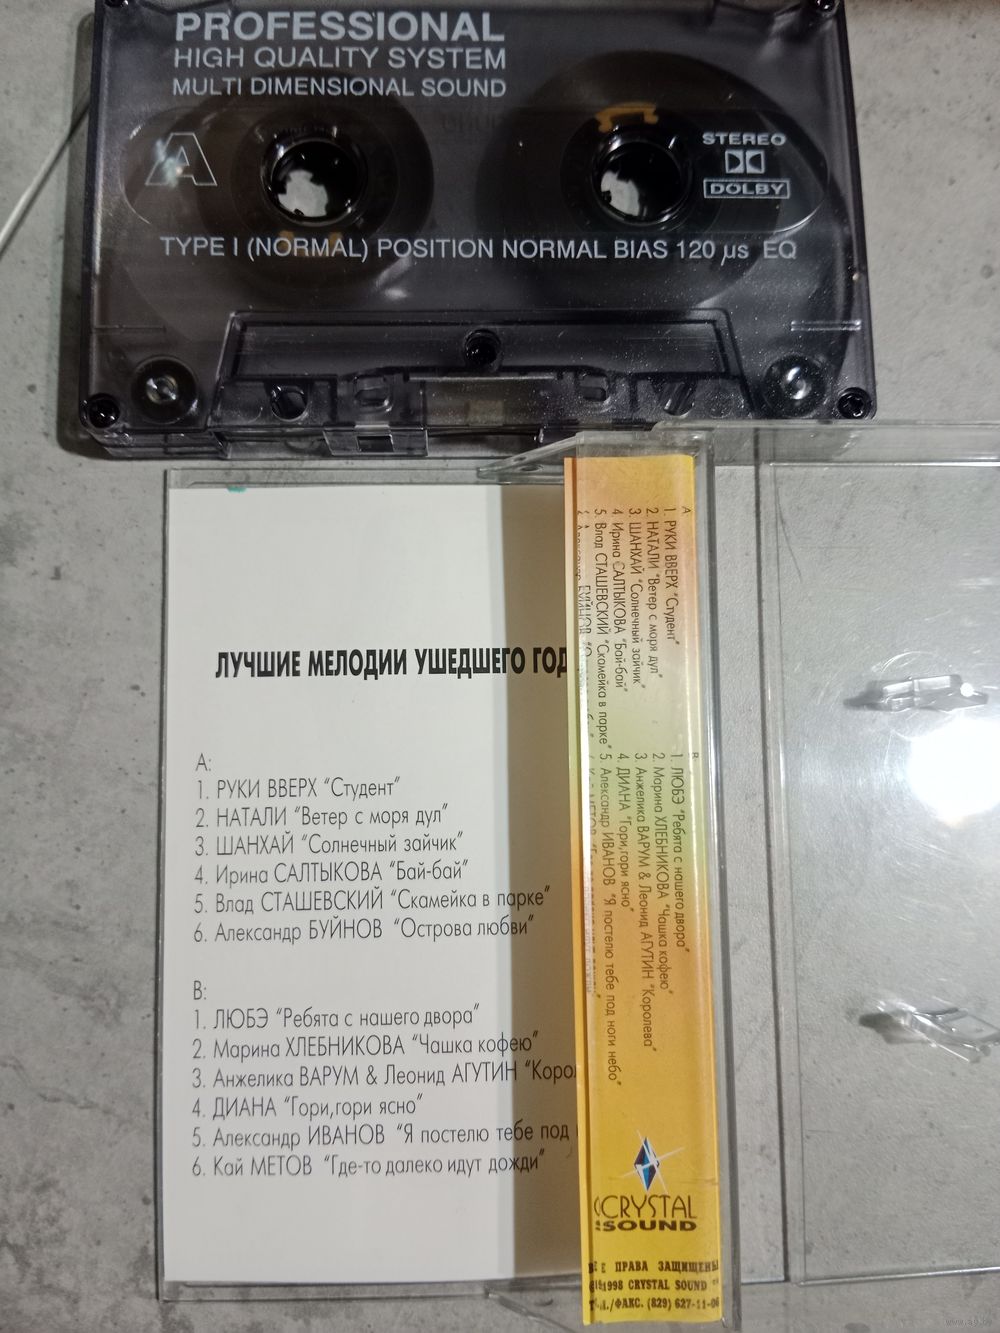 PROFESSIONAL
HIGH QUALITY SYSTEM
MULTI DIMENSIONAL SOUND
A
STEREO
DOLBY
TYPE I (NORMAL) POSITION NORMAL BIAS 120 µs EQ
ЛУЧШИЕ МЕЛОДИИ УШЕДШЕГО ГОД
А:
1. РУКИ ВВЕРХ "Студент"
2. НАТАЛИ "Ветер с моря дул"
3. ШАНХАЙ "Солнечный зайчик"
4. Ирина САЛТЫКОВА "Бай-бай"
5. Влад СТАШЕВСКИЙ "Скамейка в парке"
6. Александр БУЙНОВ "Острова любви"
В:
1. ЛЮБЭ "Ребята с нашего двора"
2. Марина ХЛЕБНИКОВА "Чашка кофею"
3. Анжелика ВАРУМ & Леонид АГУТИН "Коро
4. ДИАНА "Гори,гори ясно"
5. Александр ИВАНОВ "Я постелю тебе под
6. Кай МЕТОВ "Где-то далеко идут дожди"
А
1. РУКИ ВВЕРХ "Студент"
2. НАТАЛИ "Ветер с моря дул"
3. ШАНХАЙ "Солнечный зайчик"
4. Ирина САЛТЫКОВА "Бай-бай"
5. Влад СТАШЕВСКИЙ "Скамейка в парке"
В
1. ЛЮБЭ "Ребята с нашего двора"
2. Марина ХЛЕБНИКОВА "Чашка кофею"
3. Анжелика ВАРУМ & Леонид АГУТИН "Королева"
4. ДИАНА "Гори,гори ясно"
5. Александр ИВАНОВ "Я постелю тебе под ноги небо"
CRYSTAL
SOUND
ПРАВА ЗАЩИЩЕНЫ
1998 CRYSTAL SOUND
/ФАКС. (829) 627-11-06